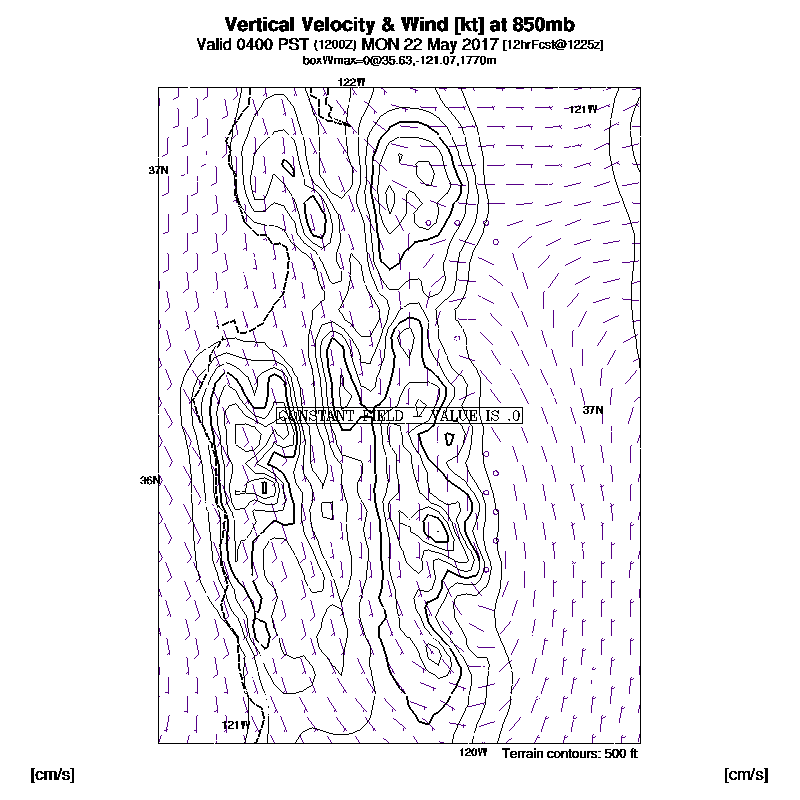 Vertical Velocity & Wind [kt] at 850mb
Valid 0400 PST (1200Z) MON 22 May 2017 [12hrFcst@1225z]
boxWmax=0@35.63,-121.07,1770m
122W
121W
37N
CONSTANT FIELD - VALUE IS .0
37N
36N
121W
120W Terrain contours: 500 ft
[cm/s] [cm/s]